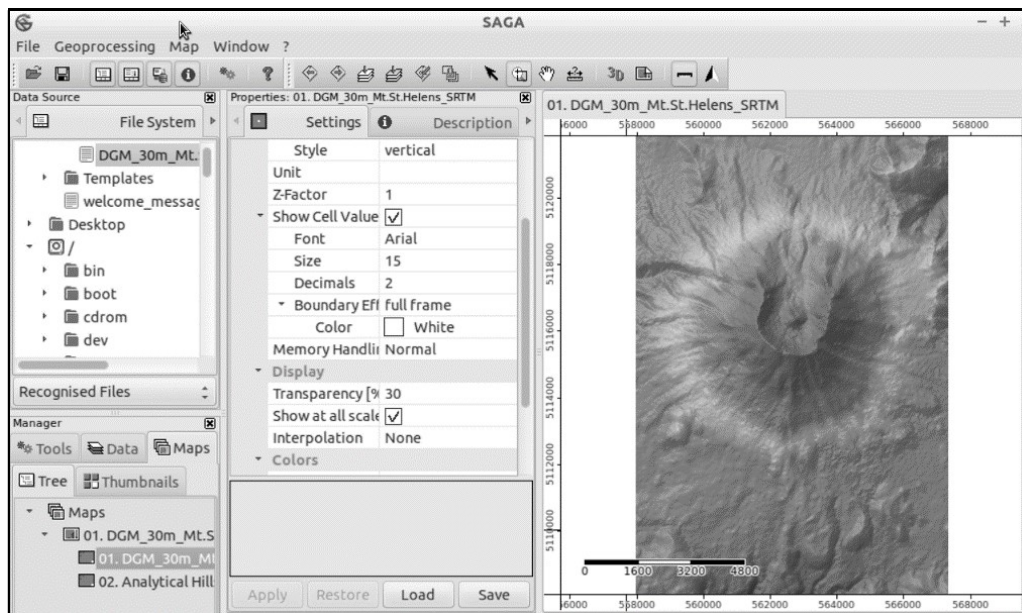 SAGA
File Geoprocessing Map Window ?
3D
Data Source
File System
DGM_30m_Mt.
Templates
welcome_messag
Desktop
/
bin
boot
cdrom
dev
Recognised Files
Manager
Tools Data Maps
Tree Thumbnails
Maps
01. DGM_30m_Mt.S
01. DGM_30m_M
02. Analytical Hill
Properties: 01. DGM_30m_Mt.St.Helens_SRTM
Settings Description
Style vertical
Unit
Z-Factor 1
Show Cell Value
Font Arial
Size 15
Decimals 2
Boundary Eff full frame
Color White
Memory Handli Normal
Display
Transparency [% 30
Show at all scale
Interpolation None
Colors
Apply Restore Load Save
01. DGM_30m_Mt.St.Helens_SRTM
6000 558000 560000 562000 564000 566000 568000
5120000
5118000
5116000
5114000
5112000
5110000
0 1600 3200 4800
6000 558000 560000 562000 564000 566000 568000